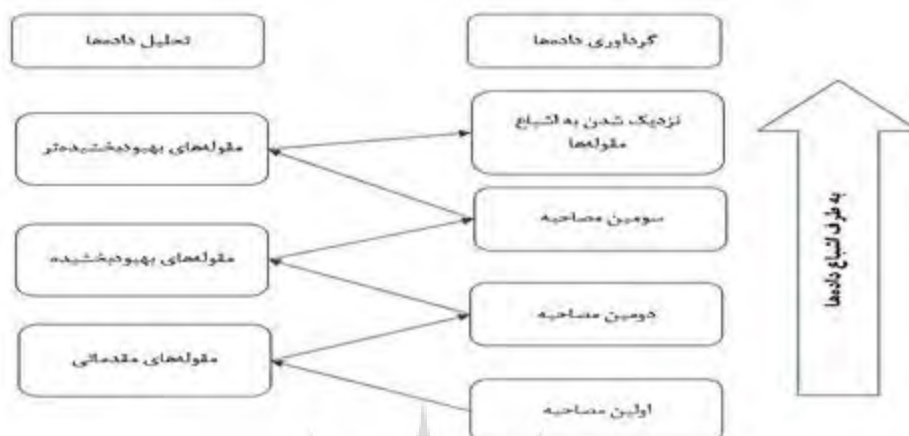 گردآوری داده‌ها
تحلیل داده‌ها
نزدیک شدن به اشباع
مقوله‌ها
مقوله‌های بهبودبخشیده‌تر
سومین مصاحبه
مقوله‌های بهبودبخشیده
دومین مصاحبه
مقوله‌های مقدماتی
اولین مصاحبه
به طرف اشباع داده‌ها